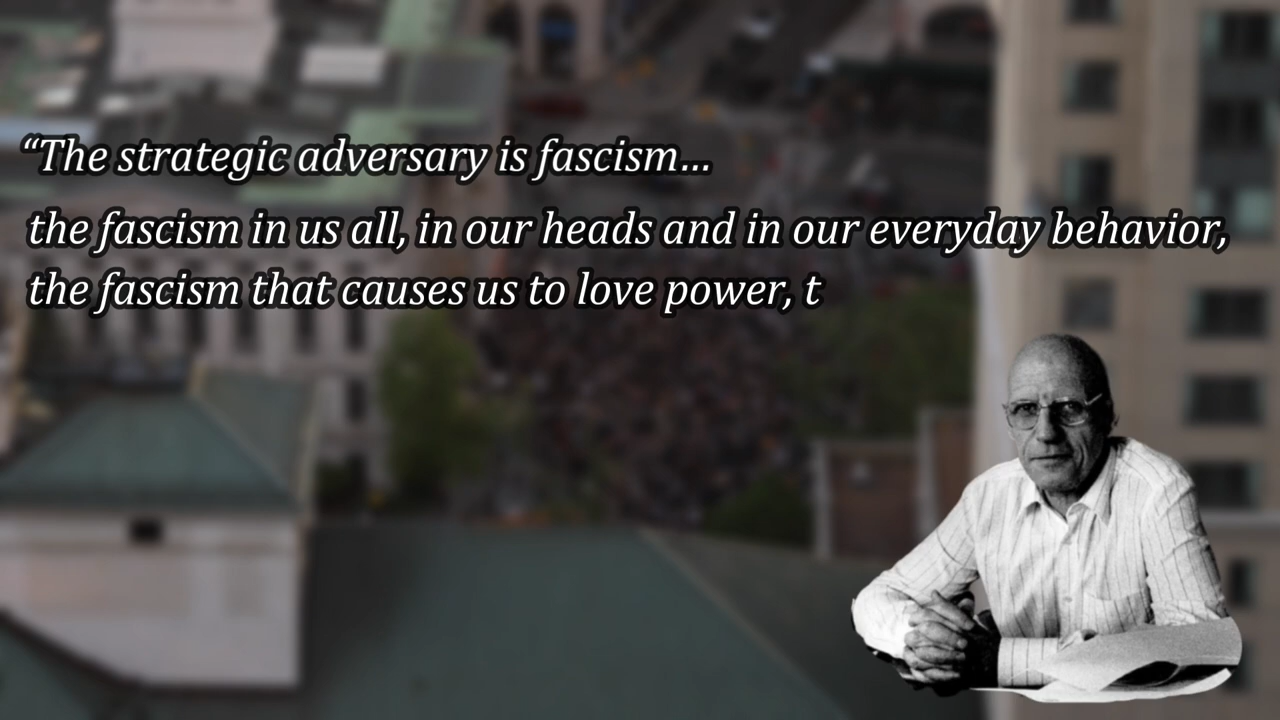 “The strategic adversary is fascism...
the fascism in us all, in our heads and in our everyday behavior,
the fascism that causes us to love power, t